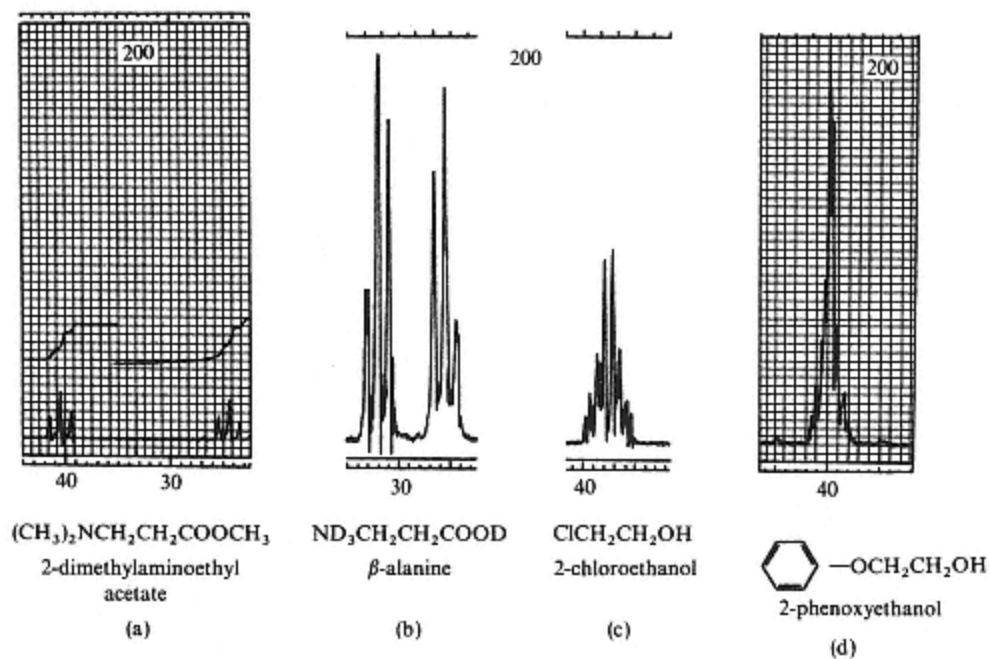 200
200
200
40 30
30
40
40
(CH₃)₂NCH₂CH₂COOCH₃
2-dimethylaminoethyl
acetate
(a)
ND₃CH₂CH₂COOD
β-alanine
(b)
ClCH₂CH₂OH
2-chloroethanol
(c)
—OCH₂CH₂OH
2-phenoxyethanol
(d)